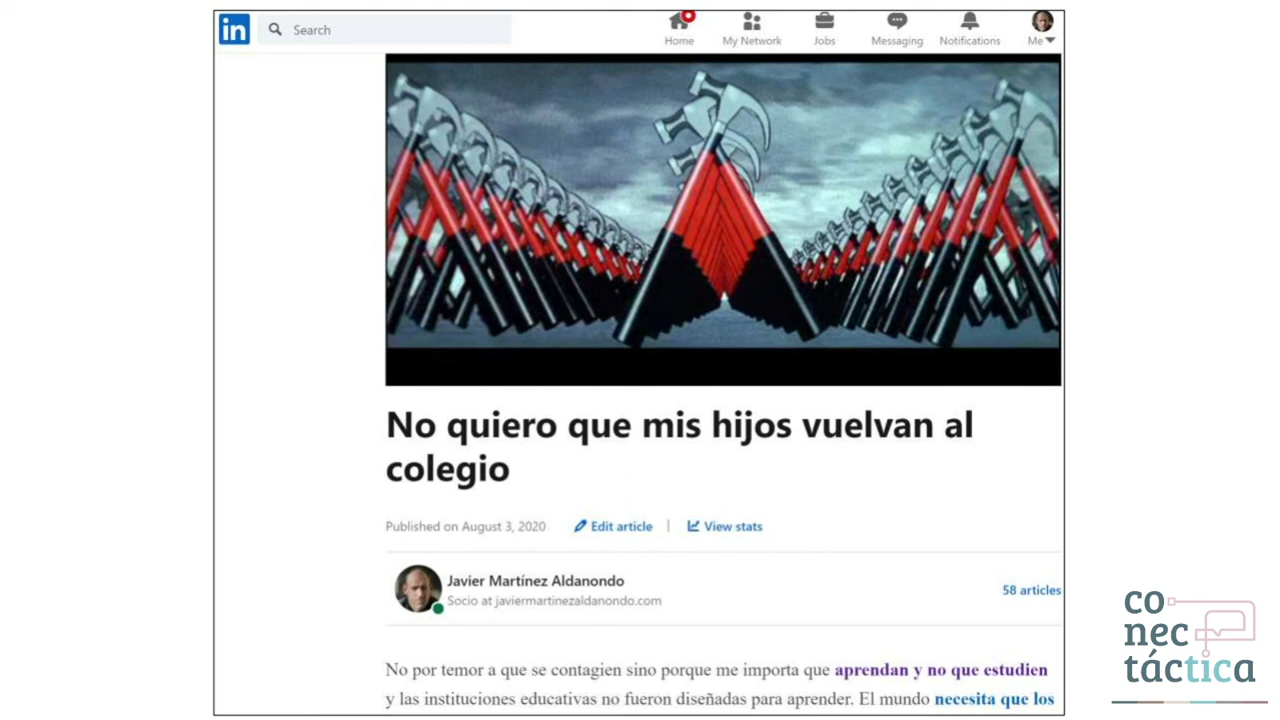 in
Search
Home
My Network
Jobs
Messaging
Notifications
Me
No quiero que mis hijos vuelvan al
colegio
Published on August 3, 2020
Edit article
View stats
Javier Martínez Aldanondo
Socio at javiermartinezaldanondo.com
58 articles
No por temor a que se contagien sino porque me importa que aprendan y no que estudien
y las instituciones educativas no fueron diseñadas para aprender. El mundo necesita que los
co
nec
táctica